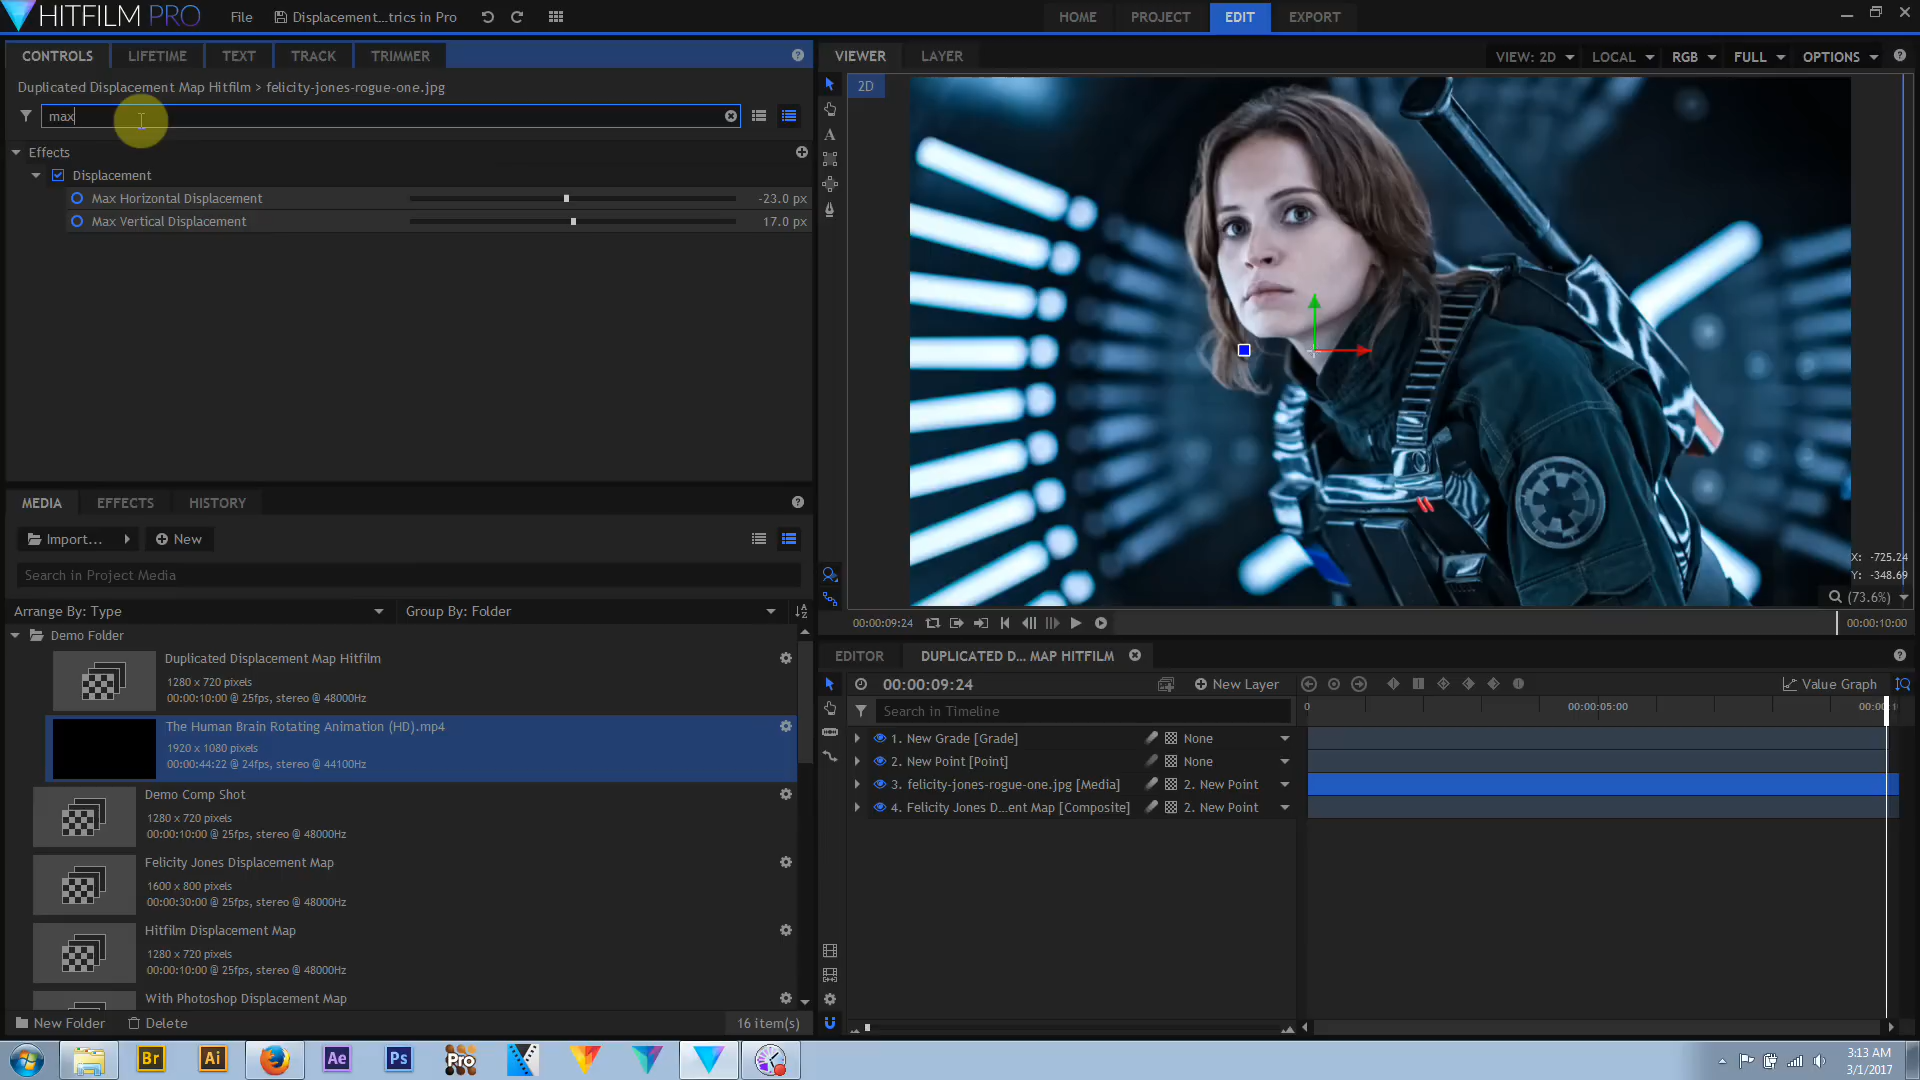 HITFILM PRO
File
Displacement...trics in Pro
HOME
PROJECT
EDIT
EXPORT
CONTROLS
LIFETIME
TEXT
TRACK
TRIMMER
Duplicated Displacement Map Hitfilm > felicity-jones-rogue-one.jpg
max
Effects
Displacement
Max Horizontal Displacement
-23.0 px
Max Vertical Displacement
17.0 px
VIEWER
LAYER
VIEW: 2D
LOCAL
RGB
FULL
OPTIONS
2D
X: -725.24
Y: -348.69
(73.6%)
00:00:09:24
00:00:10:00
MEDIA
EFFECTS
HISTORY
Import...
New
Search in Project Media
Arrange By: Type
Group By: Folder
Demo Folder
Duplicated Displacement Map Hitfilm
1280 x 720 pixels
00:00:10:00 @ 25fps, stereo @ 48000Hz
The Human Brain Rotating Animation (HD).mp4
1920 x 1080 pixels
00:00:44:22 @ 24fps, stereo @ 44100Hz
Demo Comp Shot
1280 x 720 pixels
00:00:10:00 @ 25fps, stereo @ 48000Hz
Felicity Jones Displacement Map
1600 x 800 pixels
00:00:30:00 @ 25fps, stereo @ 48000Hz
Hitfilm Displacement Map
1280 x 720 pixels
00:00:10:00 @ 25fps, stereo @ 48000Hz
With Photoshop Displacement Map
New Folder
Delete
16 item(s)
EDITOR
DUPLICATED D... MAP HITFILM
00:00:09:24
New Layer
Value Graph
Search in Timeline
0
00:00:05:00
1. New Grade [Grade]
None
2. New Point [Point]
None
3. felicity-jones-rogue-one.jpg [Media]
2. New Point
4. Felicity Jones D...ent Map [Composite]
2. New Point
Br
Ai
Ae
Ps
Pro
3:13 AM
3/1/2017